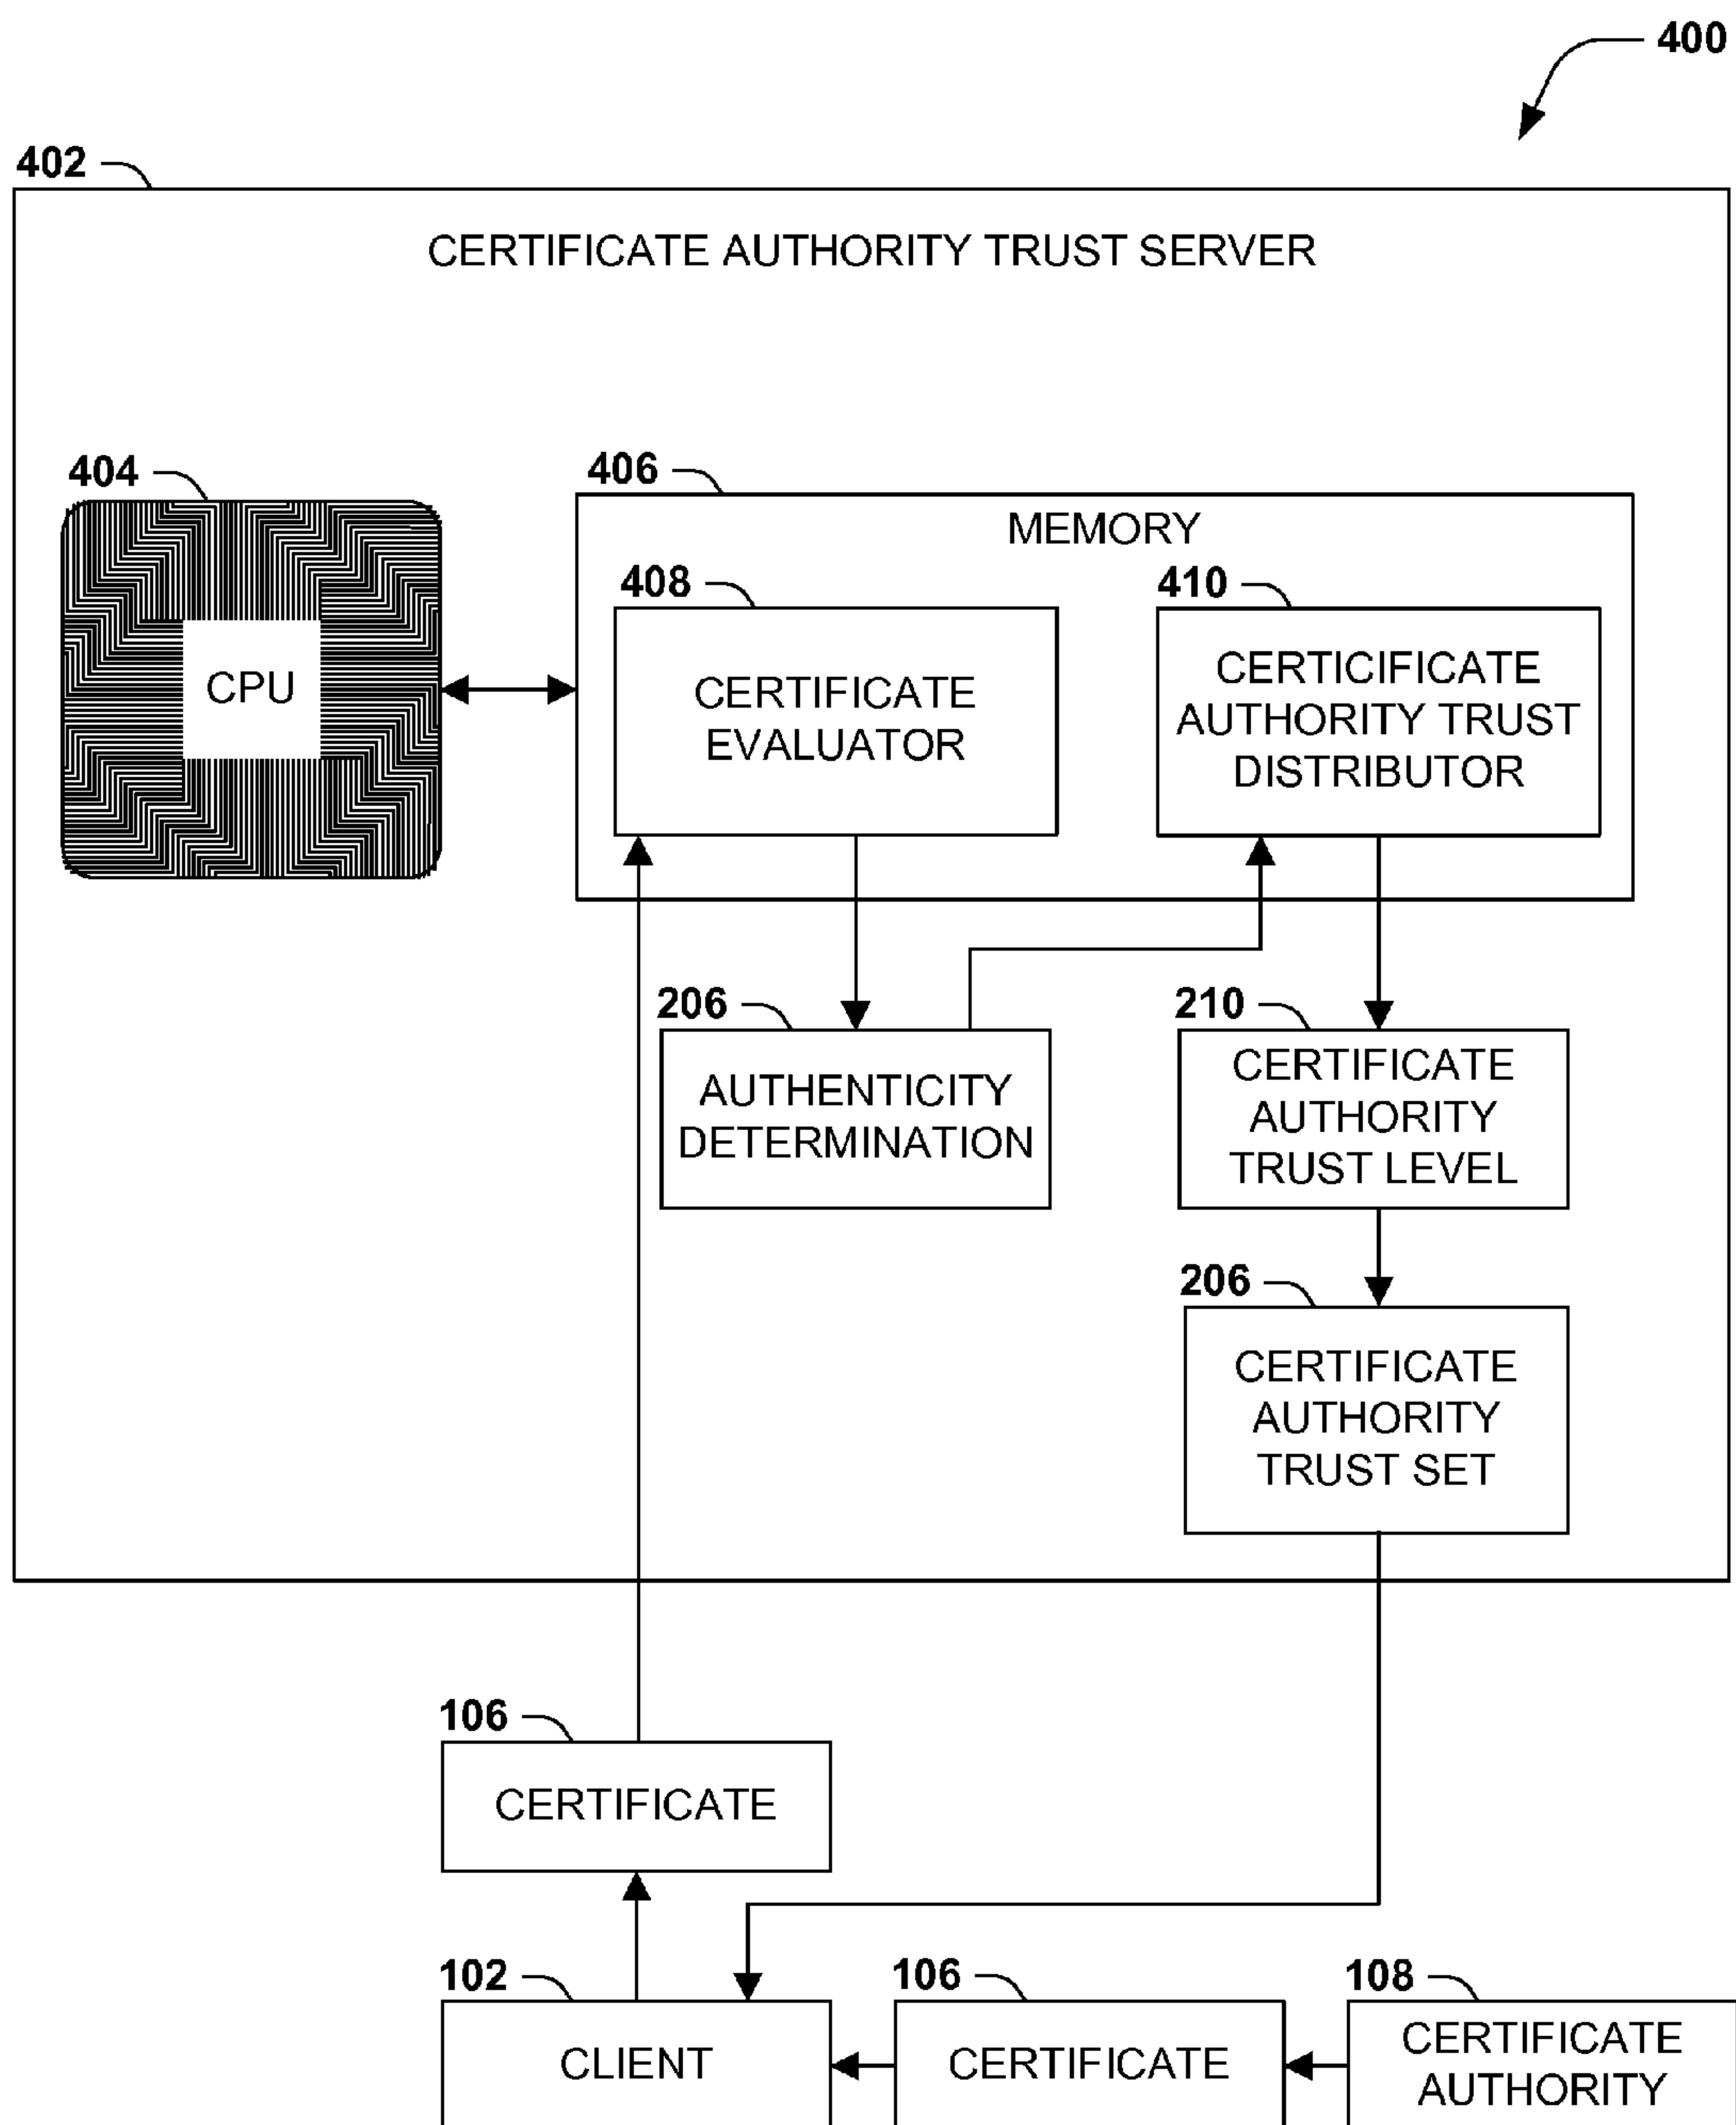 400
402
CERTIFICATE AUTHORITY TRUST SERVER
404
CPU
406
MEMORY
408
CERTIFICATE
EVALUATOR
410
CERTICIFICATE
AUTHORITY TRUST
DISTRIBUTOR
206
AUTHENTICITY
DETERMINATION
210
CERTIFICATE
AUTHORITY
TRUST LEVEL
206
CERTIFICATE
AUTHORITY
TRUST SET
106
CERTIFICATE
102
CLIENT
106
CERTIFICATE
108
CERTIFICATE
AUTHORITY